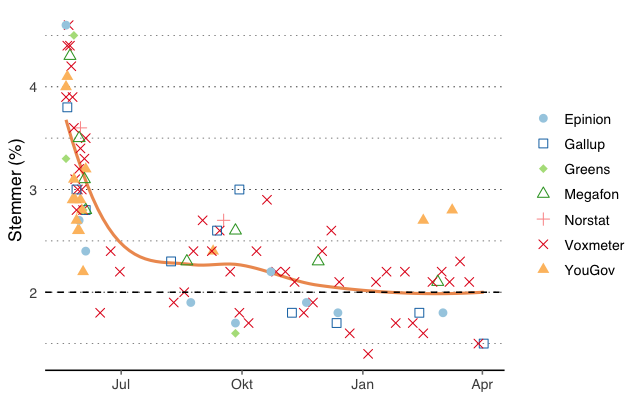 4
3
2
Stemmer (%)
Jul
Okt
Jan
Apr
Epinion
Gallup
Greens
Megafon
Norstat
Voxmeter
YouGov